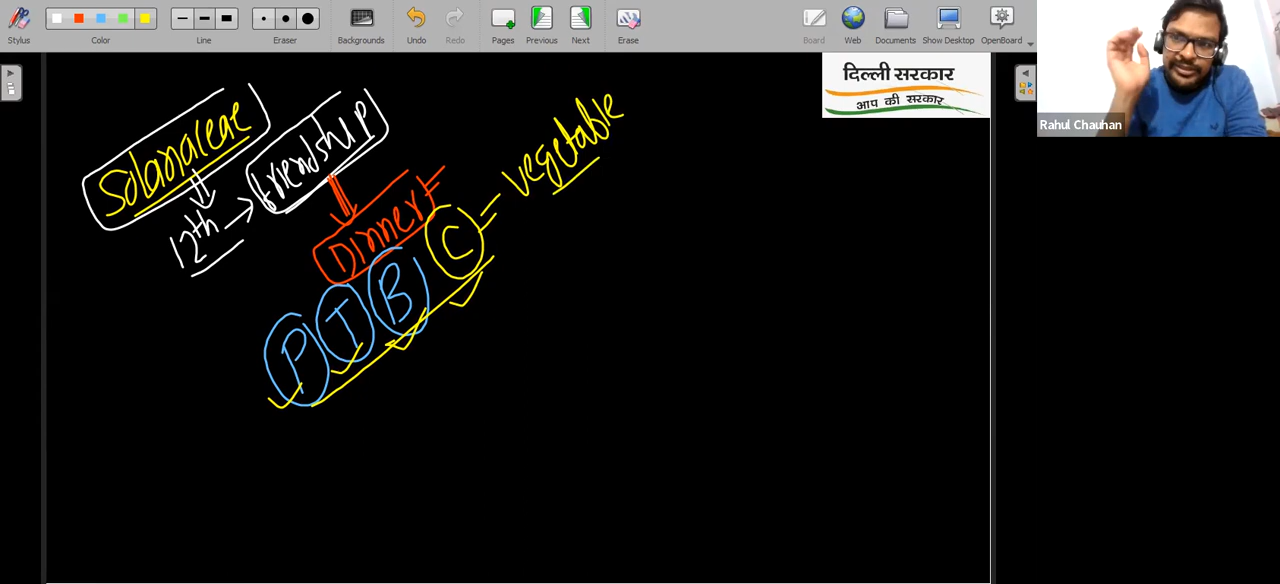 Stylus
Color
Line
Eraser
Backgrounds
Undo
Redo
Pages
Previous
Next
Erase
Board
Web
Documents
Show Desktop
OpenBoard
Rahul Chauhan
दिल्ली सरकार
आप की सरकार
Solanaceae
12th
friendship
Dinner
P T B C = vegetable